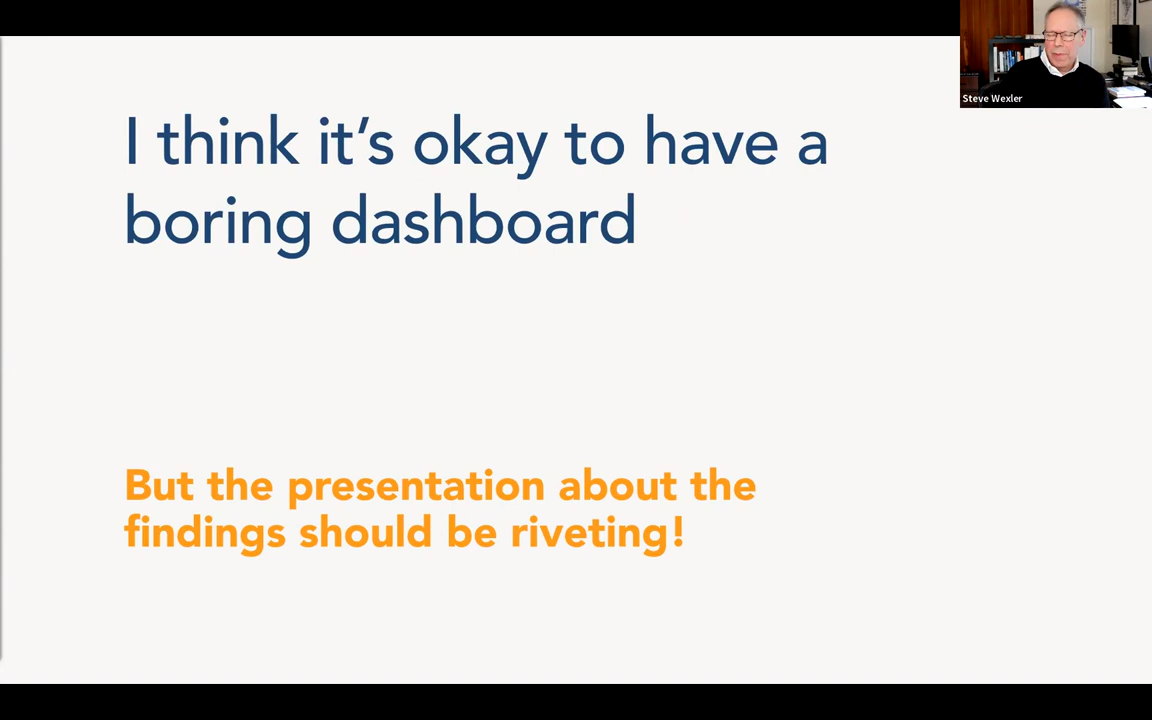 I think it’s okay to have a
boring dashboard
But the presentation about the
findings should be riveting!
Steve Wexler